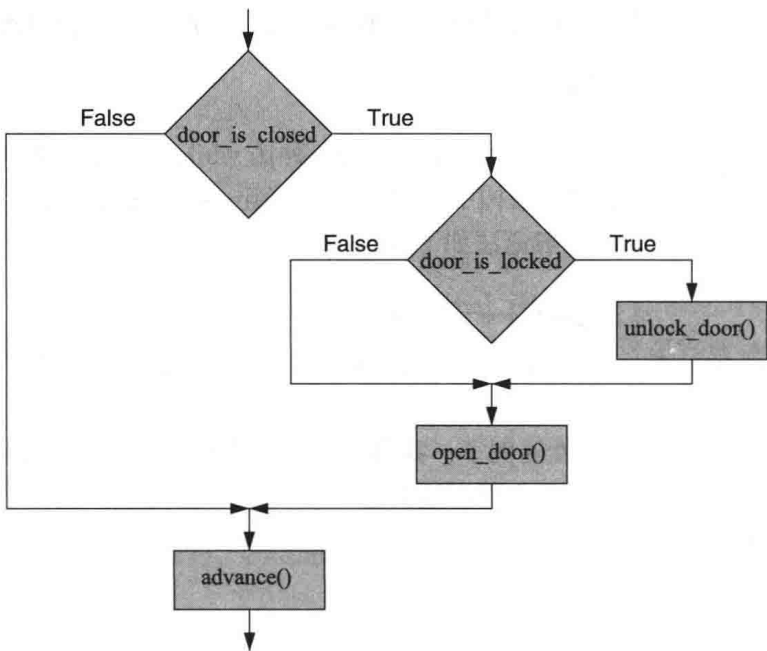 False
door_is_closed
True
False
door_is_locked
True
unlock_door()
open_door()
advance()